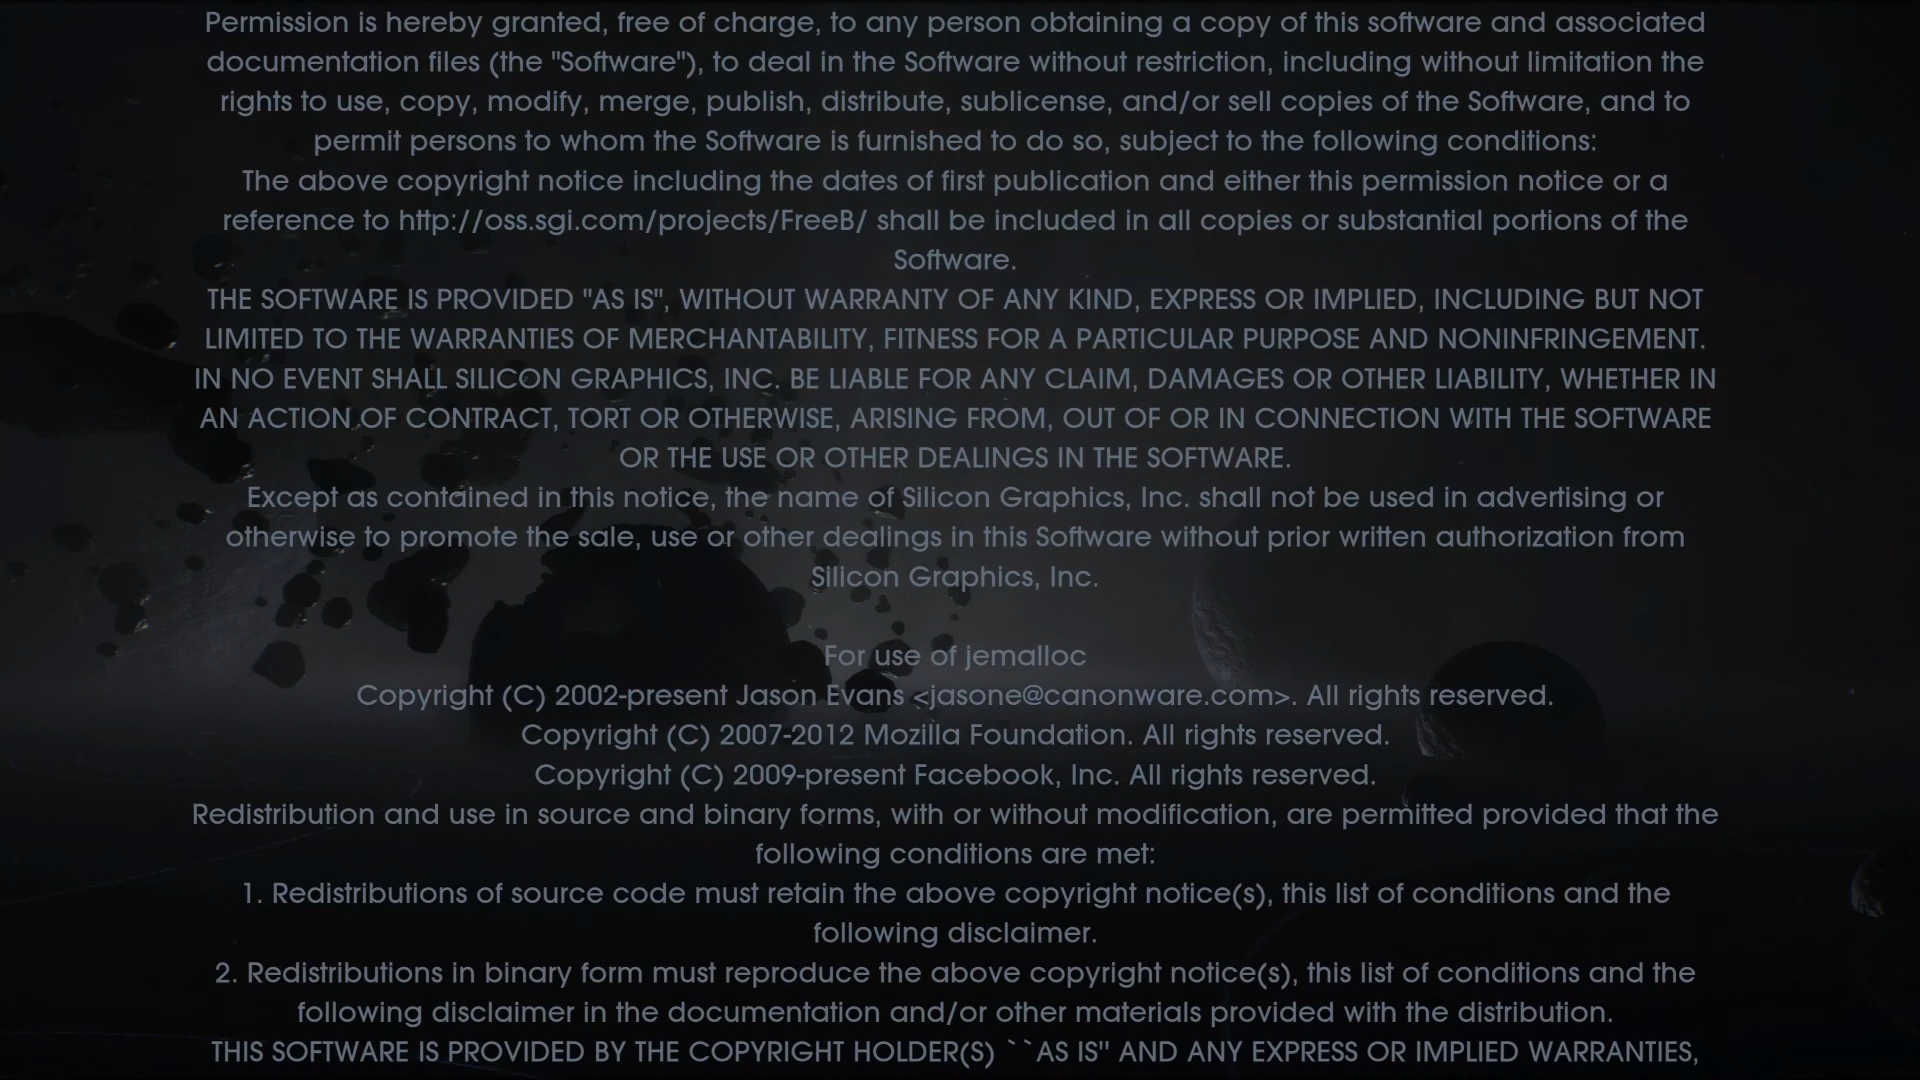 Permission is hereby granted, free of charge, to any person obtaining a copy of this software and associated
documentation files (the "Software"), to deal in the Software without restriction, including without limitation the
rights to use, copy, modify, merge, publish, distribute, sublicense, and/or sell copies of the Software, and to
permit persons to whom the Software is furnished to do so, subject to the following conditions:
The above copyright notice including the dates of first publication and either this permission notice or a
reference to http://oss.sgi.com/projects/FreeB/ shall be included in all copies or substantial portions of the
Software.
THE SOFTWARE IS PROVIDED "AS IS", WITHOUT WARRANTY OF ANY KIND, EXPRESS OR IMPLIED, INCLUDING BUT NOT
LIMITED TO THE WARRANTIES OF MERCHANTABILITY, FITNESS FOR A PARTICULAR PURPOSE AND NONINFRINGEMENT.
IN NO EVENT SHALL SILICON GRAPHICS, INC. BE LIABLE FOR ANY CLAIM, DAMAGES OR OTHER LIABILITY, WHETHER IN
AN ACTION OF CONTRACT, TORT OR OTHERWISE, ARISING FROM, OUT OF OR IN CONNECTION WITH THE SOFTWARE
OR THE USE OR OTHER DEALINGS IN THE SOFTWARE.
Except as contained in this notice, the name of Silicon Graphics, Inc. shall not be used in advertising or
otherwise to promote the sale, use or other dealings in this Software without prior written authorization from
Silicon Graphics, Inc.
For use of jemalloc
Copyright (C) 2002-present Jason Evans <jasone@canonware.com>. All rights reserved.
Copyright (C) 2007-2012 Mozilla Foundation. All rights reserved.
Copyright (C) 2009-present Facebook, Inc. All rights reserved.
Redistribution and use in source and binary forms, with or without modification, are permitted provided that the
following conditions are met:
1. Redistributions of source code must retain the above copyright notice(s), this list of conditions and the
following disclaimer.
2. Redistributions in binary form must reproduce the above copyright notice(s), this list of conditions and the
following disclaimer in the documentation and/or other materials provided with the distribution.
THIS SOFTWARE IS PROVIDED BY THE COPYRIGHT HOLDER(S) ``AS IS'' AND ANY EXPRESS OR IMPLIED WARRANTIES,